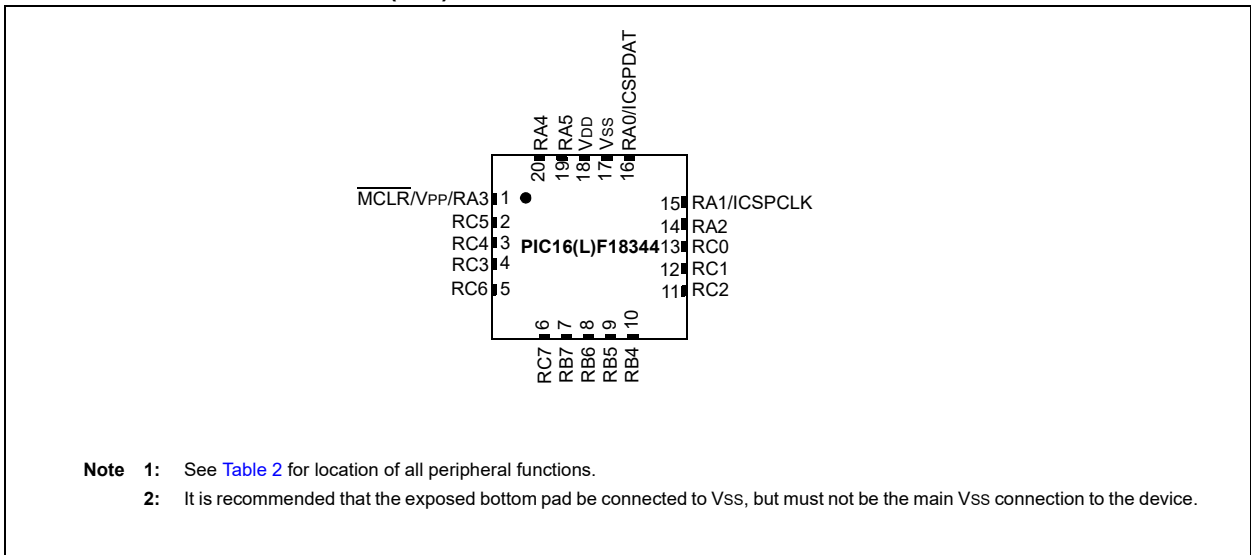 20 RA4
19 RA5
18 VDD
17 VSS
16 RA0/ICSPDAT
MCLR/VPP/RA3 1
RC5 2
RC4 3
RC3 4
RC6 5
PIC16(L)F18344
15 RA1/ICSPCLK
14 RA2
13 RC0
12 RC1
11 RC2
6 RC7
7 RB7
8 RB6
9 RB5
10 RB4
Note 1: See Table 2 for location of all peripheral functions.
2: It is recommended that the exposed bottom pad be connected to VSS, but must not be the main VSS connection to the device.